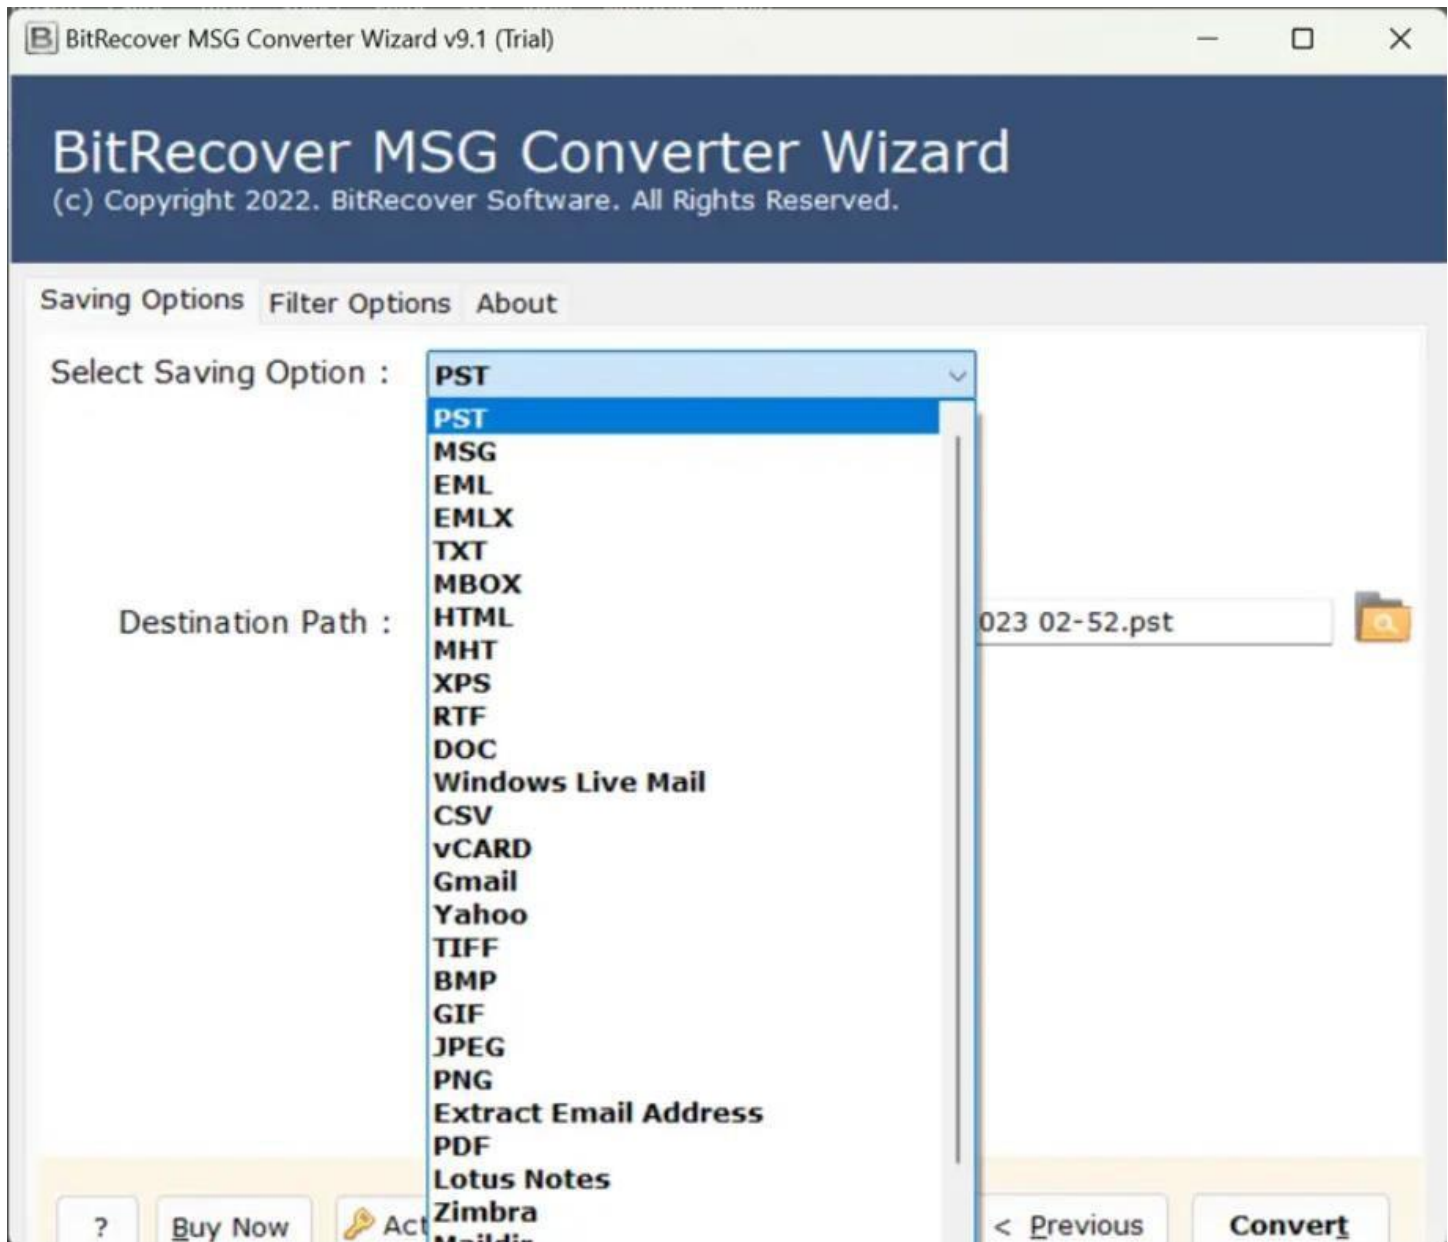 BitRecover MSG Converter Wizard v9.1 (Trial)
BitRecover MSG Converter Wizard
(c) Copyright 2022. BitRecover Software. All Rights Reserved.
Saving Options Filter Options About
Select Saving Option : PST
PST
MSG
EML
EMLX
TXT
MBOX
Destination Path : 023 02-52.pst
HTML
MHT
XPS
RTF
DOC
Windows Live Mail
CSV
vCARD
Gmail
Yahoo
TIFF
BMP
GIF
JPEG
PNG
Extract Email Address
PDF
Lotus Notes
Zimbra
Maildir
? Buy Now Act < Previous Convert